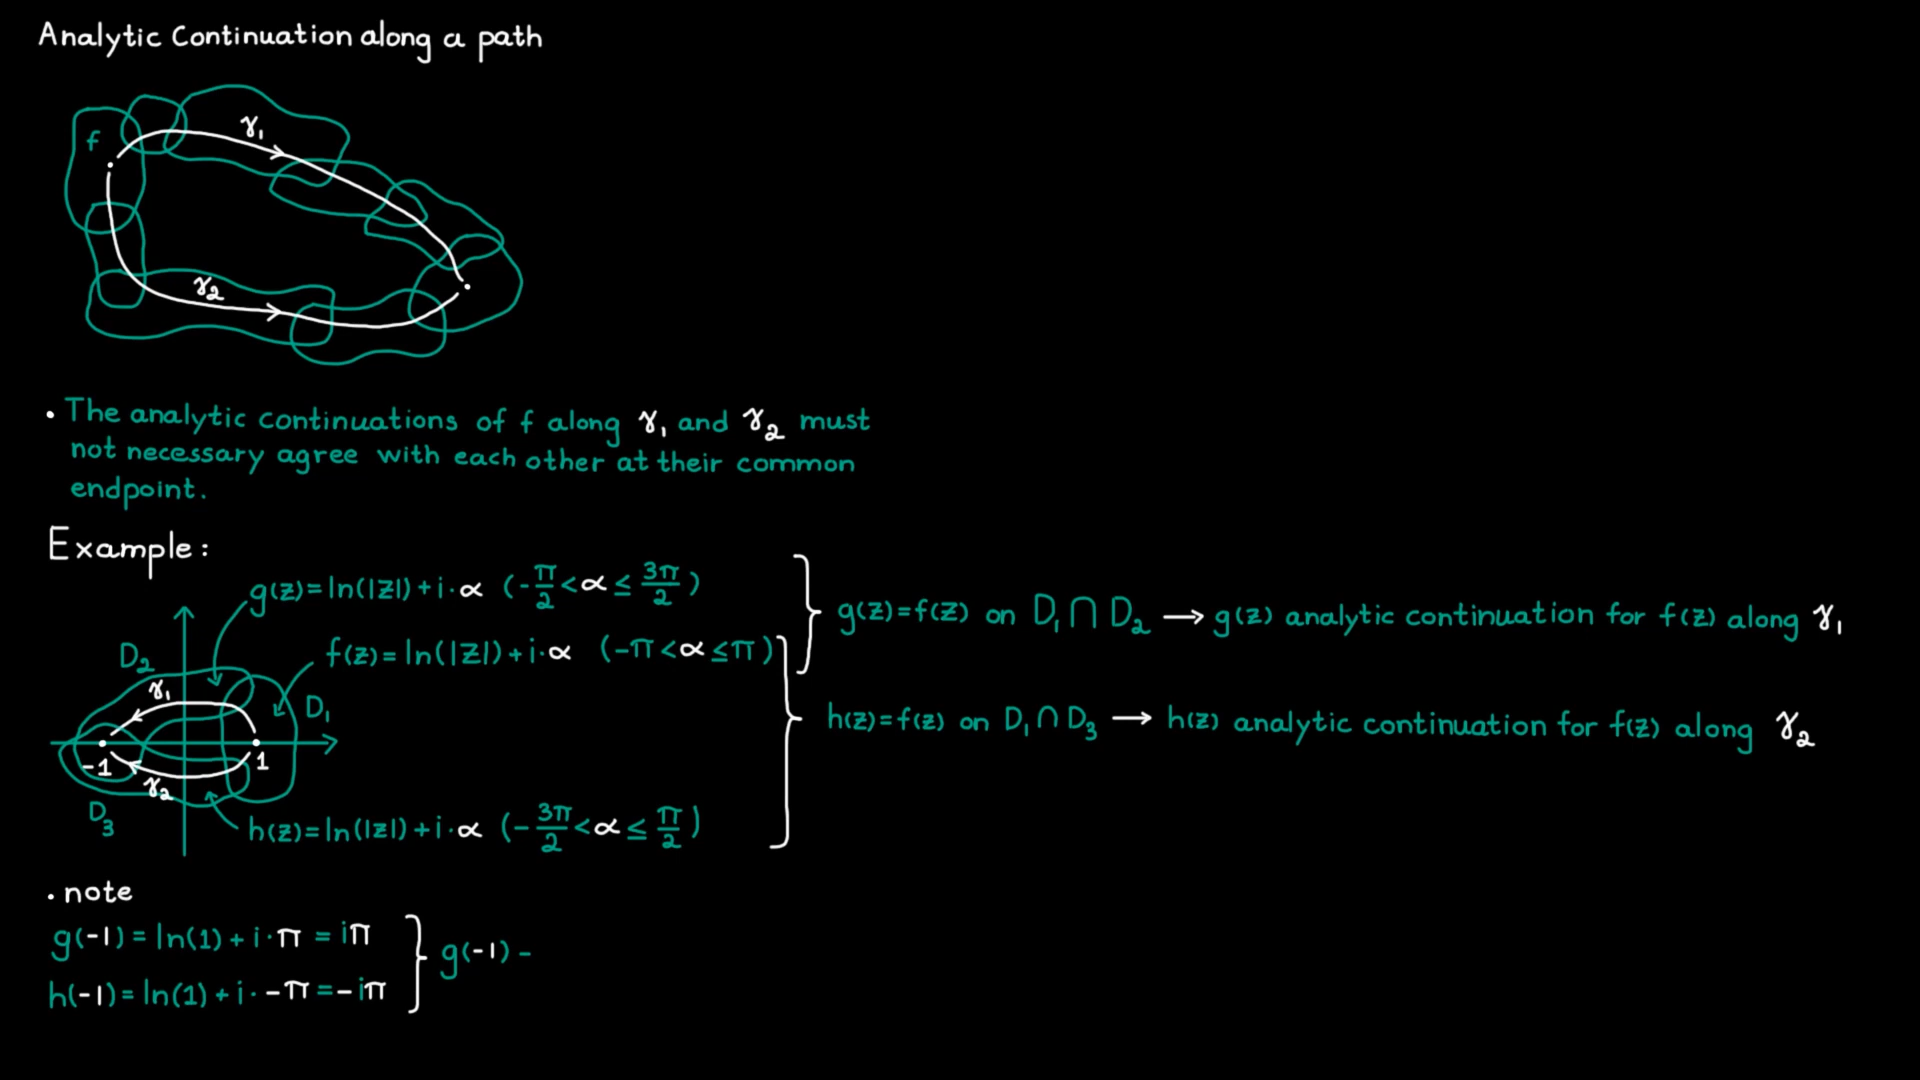 Analytic Continuation along a path
f
γ₁
γ₂
• The analytic continuations of f along γ₁ and γ₂ must
not necessary agree with each other at their common
endpoint.
Example:
g(z)=ln(|z|)+i·α (-π/2<α≤3π/2)
g(z)=f(z) on D₁∩D₂ → g(z) analytic continuation for f(z) along γ₁
f(z)=ln(|z|)+i·α (-π<α≤π)
D₂
γ₁
D₁
h(z)=f(z) on D₁∩D₃ → h(z) analytic continuation for f(z) along γ₂
-1
1
γ₂
D₃
h(z)=ln(|z|)+i·α (-3π/2<α≤π/2)
• note
g(-1)=ln(1)+i·π=iπ
g(-1)-
h(-1)=ln(1)+i·-π=-iπ